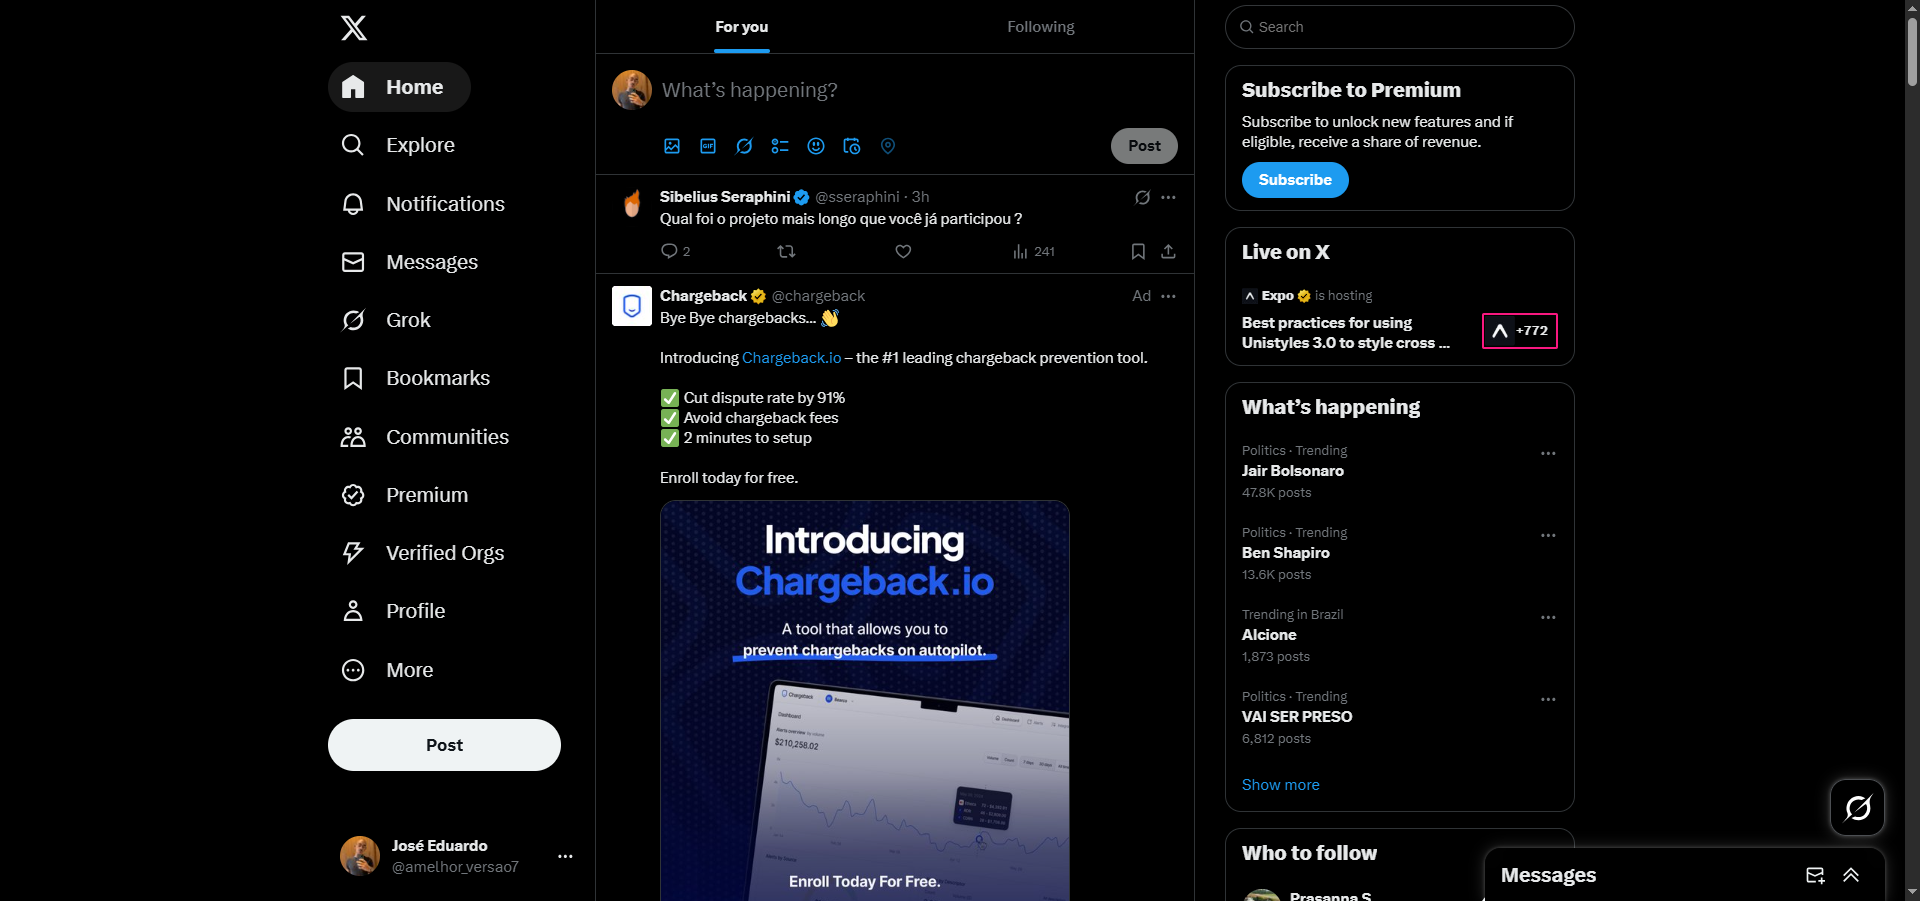 Home
Explore
Notifications
Messages
Grok
Bookmarks
Communities
Premium
Verified Orgs
Profile
More
Post
José Eduardo
@amelhor_versao7
For you
Following
What's happening?
GIF
Post
Sibelius Seraphini @sseraphini · 3h
Qual foi o projeto mais longo que você já participou ?
2
241
Chargeback @chargeback
Ad
Bye Bye chargebacks...
Introducing Chargeback.io – the #1 leading chargeback prevention tool.
Cut dispute rate by 91%
Avoid chargeback fees
2 minutes to setup
Enroll today for free.
Introducing
Chargeback.io
A tool that allows you to
prevent chargebacks on autopilot.
Chargeback
Dashboard
$210,258.02
Enroll Today For Free.
Search
Subscribe to Premium
Subscribe to unlock new features and if
eligible, receive a share of revenue.
Subscribe
Live on X
Expo is hosting
Best practices for using
Unistyles 3.0 to style cross ...
+772
What's happening
Politics · Trending
Jair Bolsonaro
47.8K posts
Politics · Trending
Ben Shapiro
13.6K posts
Trending in Brazil
Alcione
1,873 posts
Politics · Trending
VAI SER PRESO
6,812 posts
Show more
Who to follow
Prasanna S
Messages